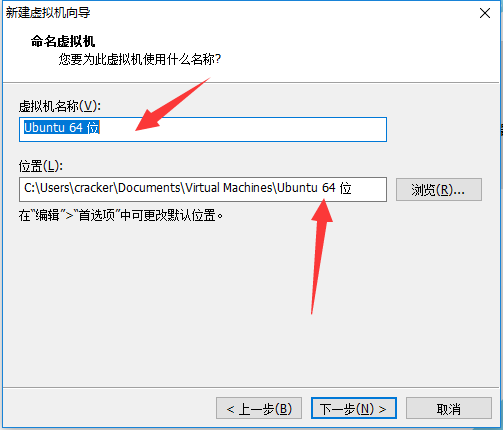 新建虚拟机向导
命名虚拟机
您要为此虚拟机使用什么名称?
虚拟机名称(V):
Ubuntu 64 位
位置(L):
C:\Users\cracker\Documents\Virtual Machines\Ubuntu 64 位
浏览(R)...
在“编辑”>“首选项”中可更改默认位置。
< 上一步(B)
下一步(N) >
取消